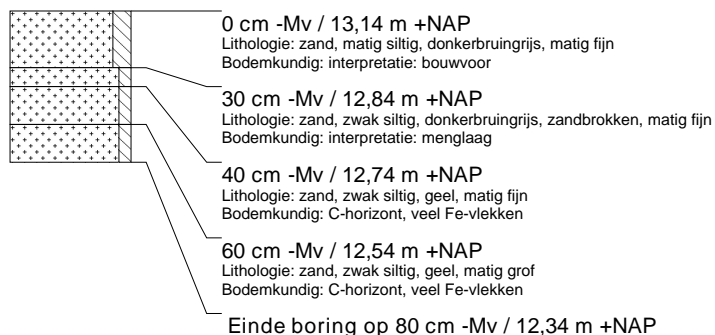 0 cm -Mv / 13,14 m +NAP
Lithologie: zand, matig siltig, donkerbruingrijs, matig fijn
Bodemkundig: interpretatie: bouwvoor
30 cm -Mv / 12,84 m +NAP
Lithologie: zand, zwak siltig, donkerbruingrijs, zandbrokken, matig fijn
Bodemkundig: interpretatie: menglaag
40 cm -Mv / 12,74 m +NAP
Lithologie: zand, zwak siltig, geel, matig fijn
Bodemkundig: C-horizont, veel Fe-vlekken
60 cm -Mv / 12,54 m +NAP
Lithologie: zand, zwak siltig, geel, matig grof
Bodemkundig: C-horizont, veel Fe-vlekken
Einde boring op 80 cm -Mv / 12,34 m +NAP